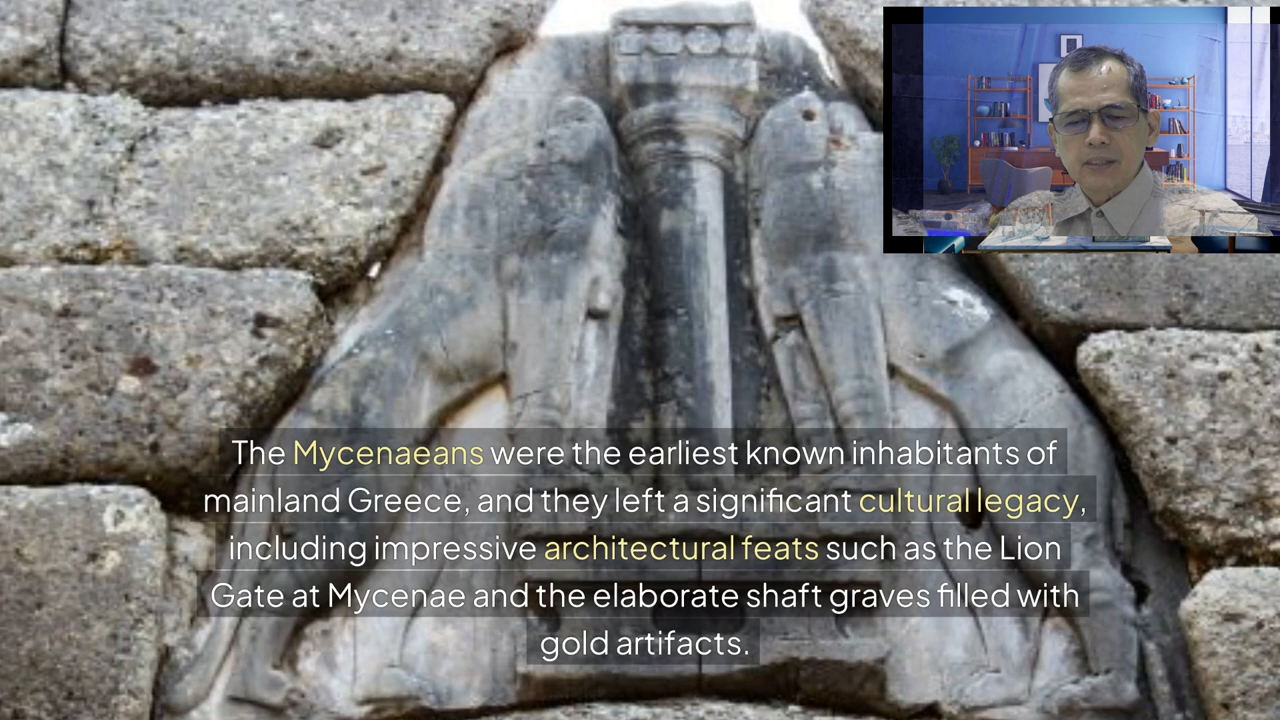 The Mycenaeans were the earliest known inhabitants of
mainland Greece, and they left a significant cultural legacy,
including impressive architectural feats such as the Lion
Gate at Mycenae and the elaborate shaft graves filled with
gold artifacts.